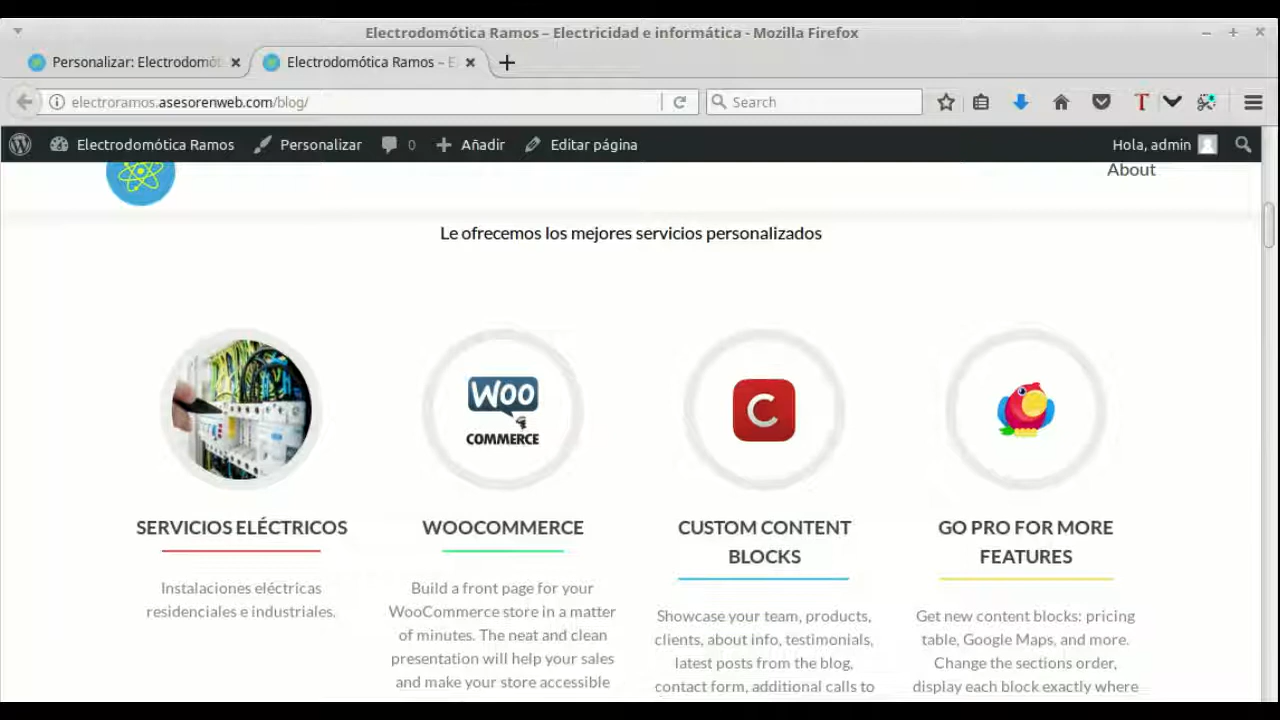 Electrodomótica Ramos – Electricidad e informática - Mozilla Firefox
Personalizar: Electrodomót
Electrodomótica Ramos – E
electroramos.asesorenweb.com/blog/
Search
Electrodomótica Ramos
Personalizar
0
Añadir
Editar página
Hola, admin
About
Le ofrecemos los mejores servicios personalizados
WOO
COMMERCE
C
SERVICIOS ELÉCTRICOS
Instalaciones eléctricas
residenciales e industriales.
WOOCOMMERCE
Build a front page for your
WooCommerce store in a matter
of minutes. The neat and clean
presentation will help your sales
and make your store accessible
CUSTOM CONTENT
BLOCKS
Showcase your team, products,
clients, about info, testimonials,
latest posts from the blog,
contact form, additional calls to
GO PRO FOR MORE
FEATURES
Get new content blocks: pricing
table, Google Maps, and more.
Change the sections order,
display each block exactly where